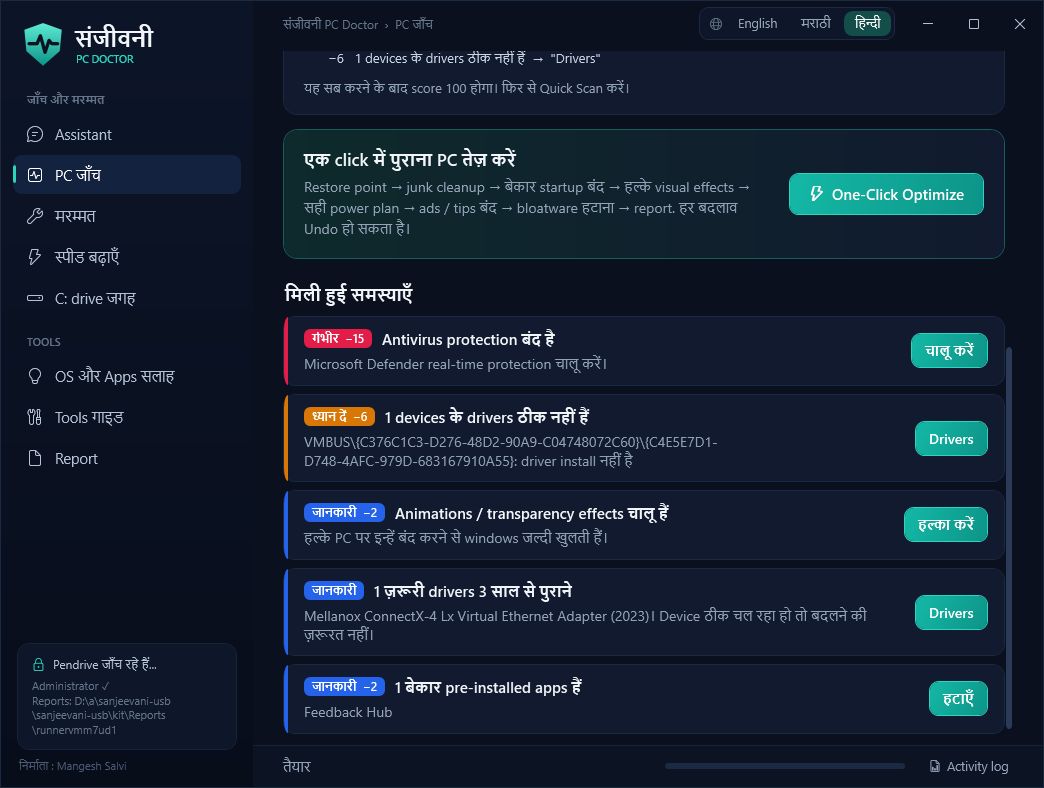 संजीवनी
PC DOCTOR
जाँच और मरम्मत
Assistant
PC जाँच
मरम्मत
स्पीड बढ़ाएँ
C: drive जगह
TOOLS
OS और Apps सलाह
Tools गाइड
Report
Pendrive जाँच रहे हैं...
Administrator ✓
Reports: D:\a\sanjeevani-usb
\sanjeevani-usb\kit\Reports
\runnervmm7ud1
निर्माता : Mangesh Salvi
संजीवनी PC Doctor › PC जाँच
English मराठी हिन्दी
−6 1 devices के drivers ठीक नहीं हैं → "Drivers"
यह सब करने के बाद score 100 होगा। फिर से Quick Scan करें।
एक click में पुराना PC तेज़ करें
Restore point → junk cleanup → बेकार startup बंद → हल्के visual effects →
सही power plan → ads / tips बंद → bloatware हटाना → report. हर बदलाव
Undo हो सकता है।
One-Click Optimize
मिली हुई समस्याएँ
गंभीर −15 Antivirus protection बंद है
Microsoft Defender real-time protection चालू करें।
चालू करें
ध्यान दें −6 1 devices के drivers ठीक नहीं हैं
VMBUS\{C376C1C3-D276-48D2-90A9-C04748072C60}\{C4E5E7D1-
D748-4AFC-979D-683167910A55}: driver install नहीं है
Drivers
जानकारी −2 Animations / transparency effects चालू हैं
हल्के PC पर इन्हें बंद करने से windows जल्दी खुलती हैं।
हल्का करें
जानकारी 1 ज़रूरी drivers 3 साल से पुराने
Mellanox ConnectX-4 Lx Virtual Ethernet Adapter (2023)। Device ठीक चल रहा हो तो बदलने की
ज़रूरत नहीं।
Drivers
जानकारी −2 1 बेकार pre-installed apps हैं
Feedback Hub
हटाएँ
तैयार
Activity log